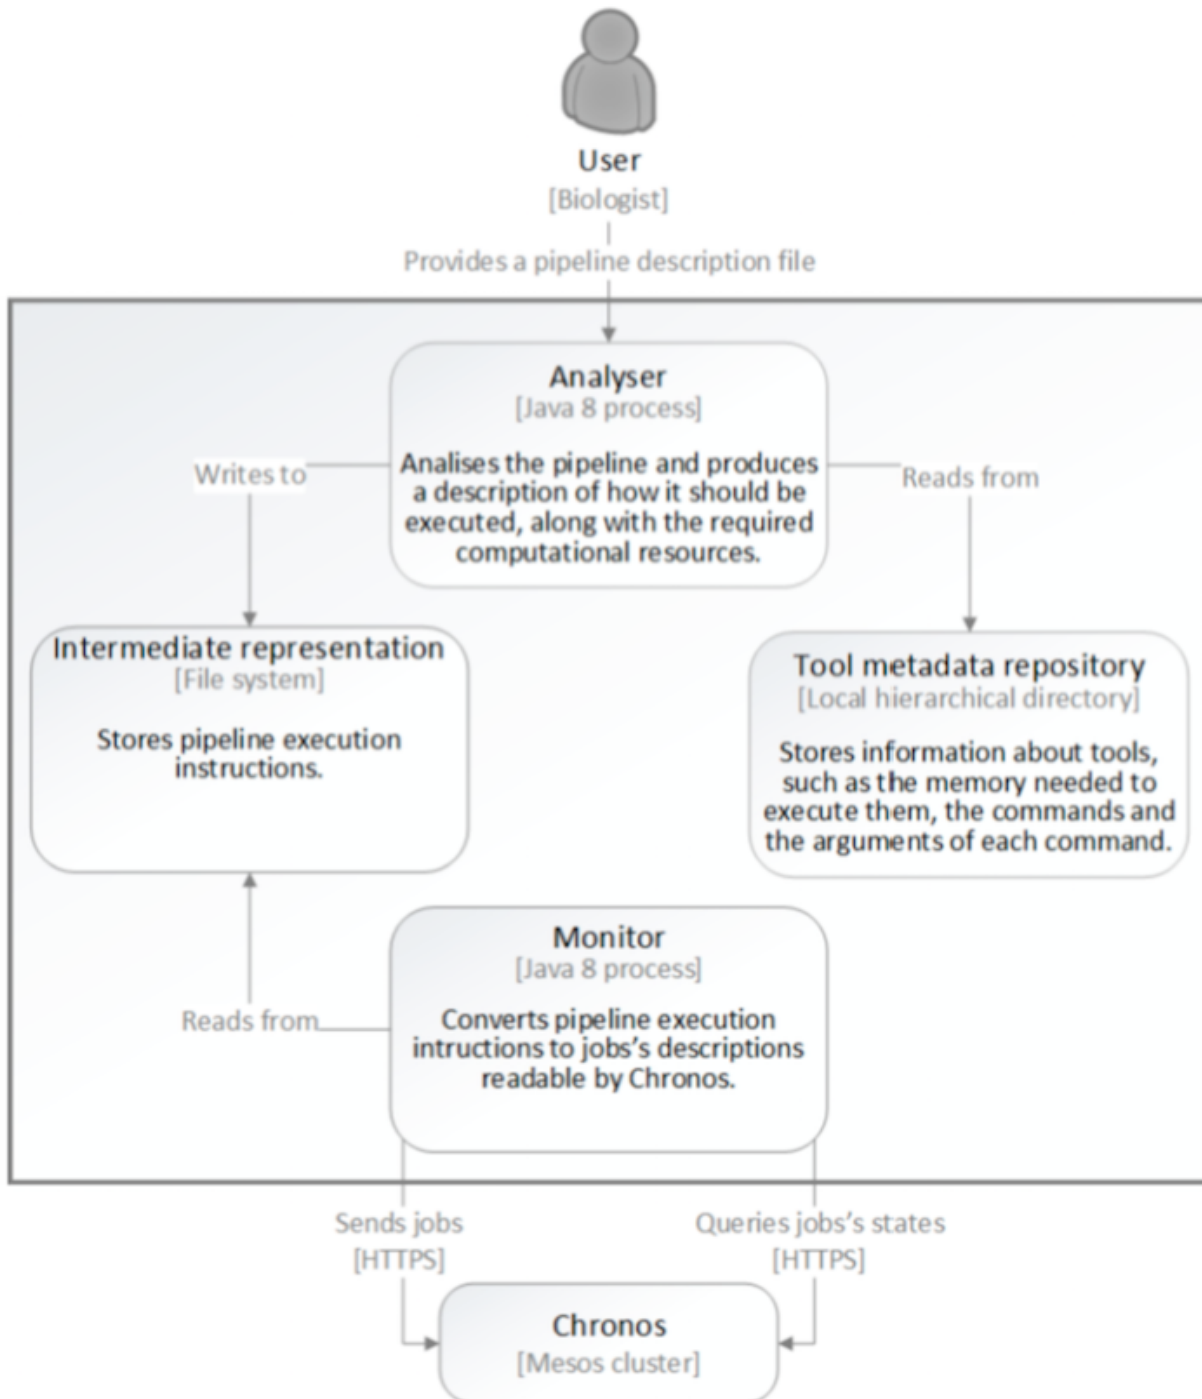 User
[Biologist]
Provides a pipeline description file
Analyser
[Java 8 process]
Analises the pipeline and produces
a description of how it should be
executed, along with the required
computational resources.
Writes to
Reads from
Intermediate representation
[File system]
Stores pipeline execution
instructions.
Tool metadata repository
[Local hierarchical directory]
Stores information about tools,
such as the memory needed to
execute them, the commands and
the arguments of each command.
Monitor
[Java 8 process]
Converts pipeline execution
intructions to jobs's descriptions
readable by Chronos.
Reads from
Sends jobs
[HTTPS]
Queries jobs's states
[HTTPS]
Chronos
[Mesos cluster]